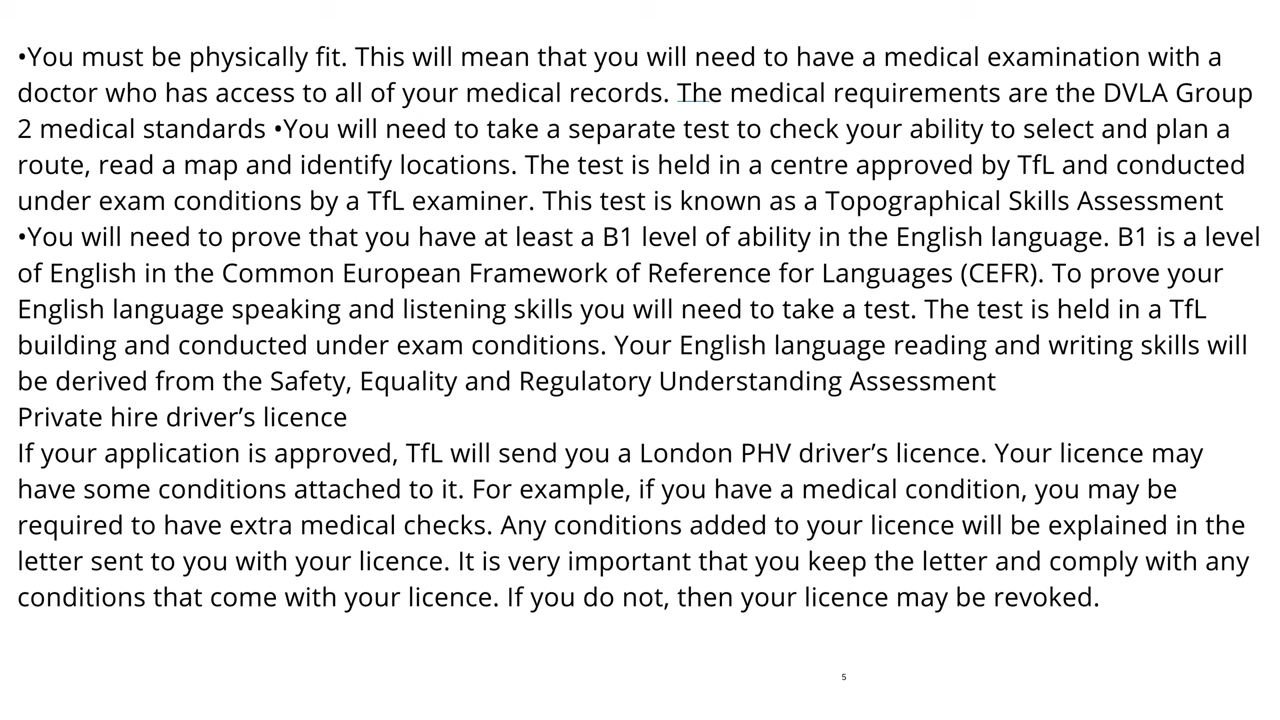 •You must be physically fit. This will mean that you will need to have a medical examination with a
doctor who has access to all of your medical records. The medical requirements are the DVLA Group
2 medical standards •You will need to take a separate test to check your ability to select and plan a
route, read a map and identify locations. The test is held in a centre approved by TfL and conducted
under exam conditions by a TfL examiner. This test is known as a Topographical Skills Assessment
•You will need to prove that you have at least a B1 level of ability in the English language. B1 is a level
of English in the Common European Framework of Reference for Languages (CEFR). To prove your
English language speaking and listening skills you will need to take a test. The test is held in a TfL
building and conducted under exam conditions. Your English language reading and writing skills will
be derived from the Safety, Equality and Regulatory Understanding Assessment
Private hire driver’s licence
If your application is approved, TfL will send you a London PHV driver’s licence. Your licence may
have some conditions attached to it. For example, if you have a medical condition, you may be
required to have extra medical checks. Any conditions added to your licence will be explained in the
letter sent to you with your licence. It is very important that you keep the letter and comply with any
conditions that come with your licence. If you do not, then your licence may be revoked.
5